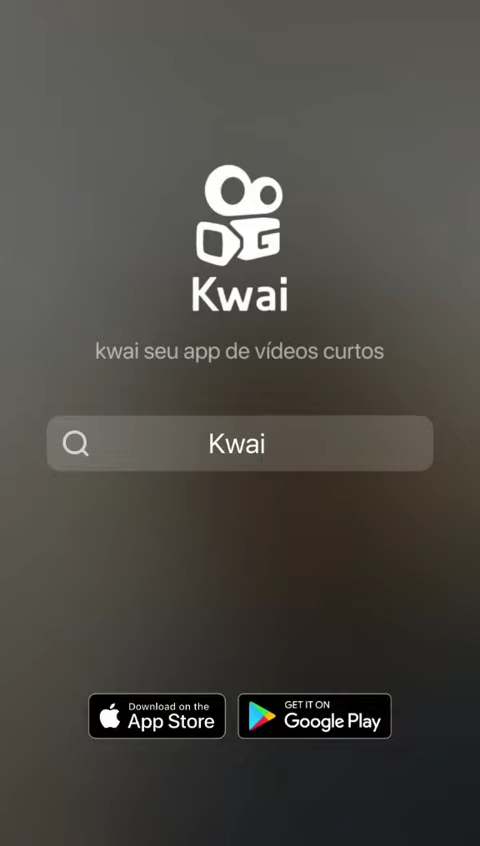 Kwai
kwai seu app de vídeos curtos
Kwai
Download on the
App Store
GET IT ON
Google Play